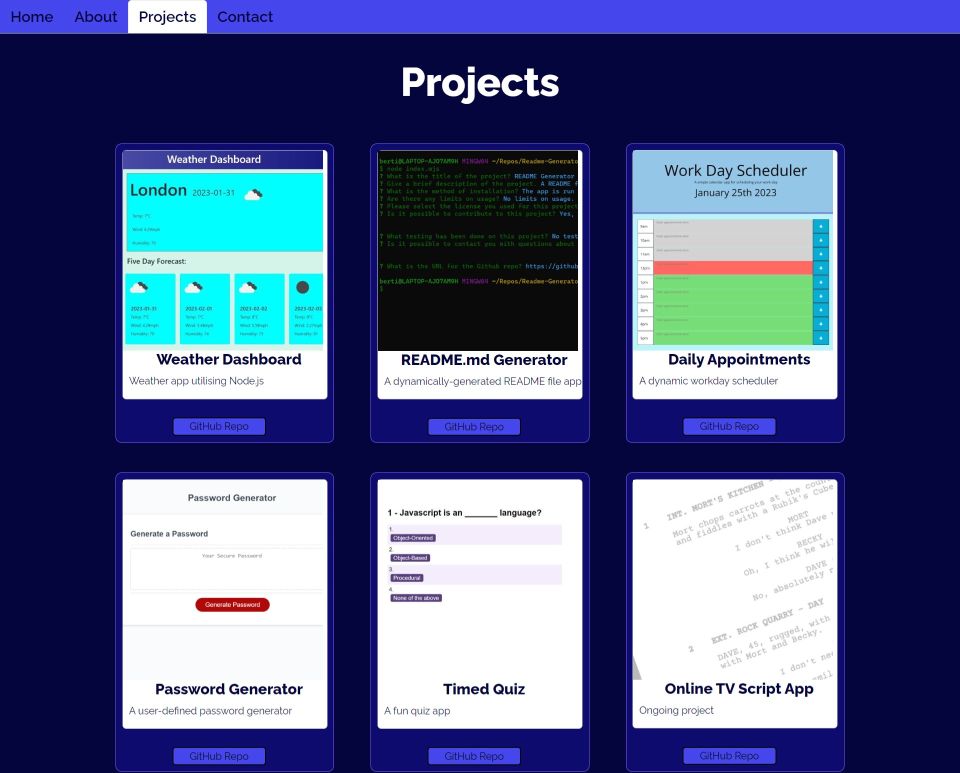 Home About Projects Contact
Projects
Weather Dashboard
London 2023-01-31
Temp: 7°C
Humidity: 70
Five Day Forecast:
2023-01-31
2023-02-01
2023-02-02
2023-02-03
Weather Dashboard
Weather app utilising Node.js
GitHub Repo
berti@LAPTOP-AJ07AM9H MINGW64 ~/Repos/Readme-Generato
$ node index.mjs
? What is the title of the project? README Generator
? Give a brief description of the project. A README f
? What is the method of installation? The app is run
? Are there any limits on usage? No limits on usage.
? Please select the license you used for this project
? Is it possible to contribute to this project? Yes,
? What testing has been done on this project? No test
? Is it possible to contact you with questions about
? What is the URL for the Github repo? https://github
berti@LAPTOP-AJ07AM9H MINGW64 ~/Repos/Readme-Generato
$
README.md Generator
A dynamically-generated README file app
GitHub Repo
Work Day Scheduler
A simple calendar app for scheduling your work day
January 25th 2023
9am
10am
11am
12pm
1pm
2pm
3pm
4pm
5pm
Daily Appointments
A dynamic workday scheduler
GitHub Repo
Password Generator
Generate a Password
Your Secure Password
Generate Password
Password Generator
A user-defined password generator
GitHub Repo
1 - Javascript is an _______ language?
1.
Object-Oriented
2.
Object-Based
3.
Procedural
4.
None of the above
Timed Quiz
A fun quiz app
GitHub Repo
1 INT. MORT'S KITCHEN -
Mort chops carrots at the coun
and fiddles with a Rubik's Cube
MORT
I don't think Dave
BECKY
Oh, I think he wi
DAVE
No, absolutely r
2 EXT. ROCK QUARRY - DAY
DAVE, 45, rugged, with
with Mort and Becky.
I don't ne
Online TV Script App
Ongoing project
GitHub Repo